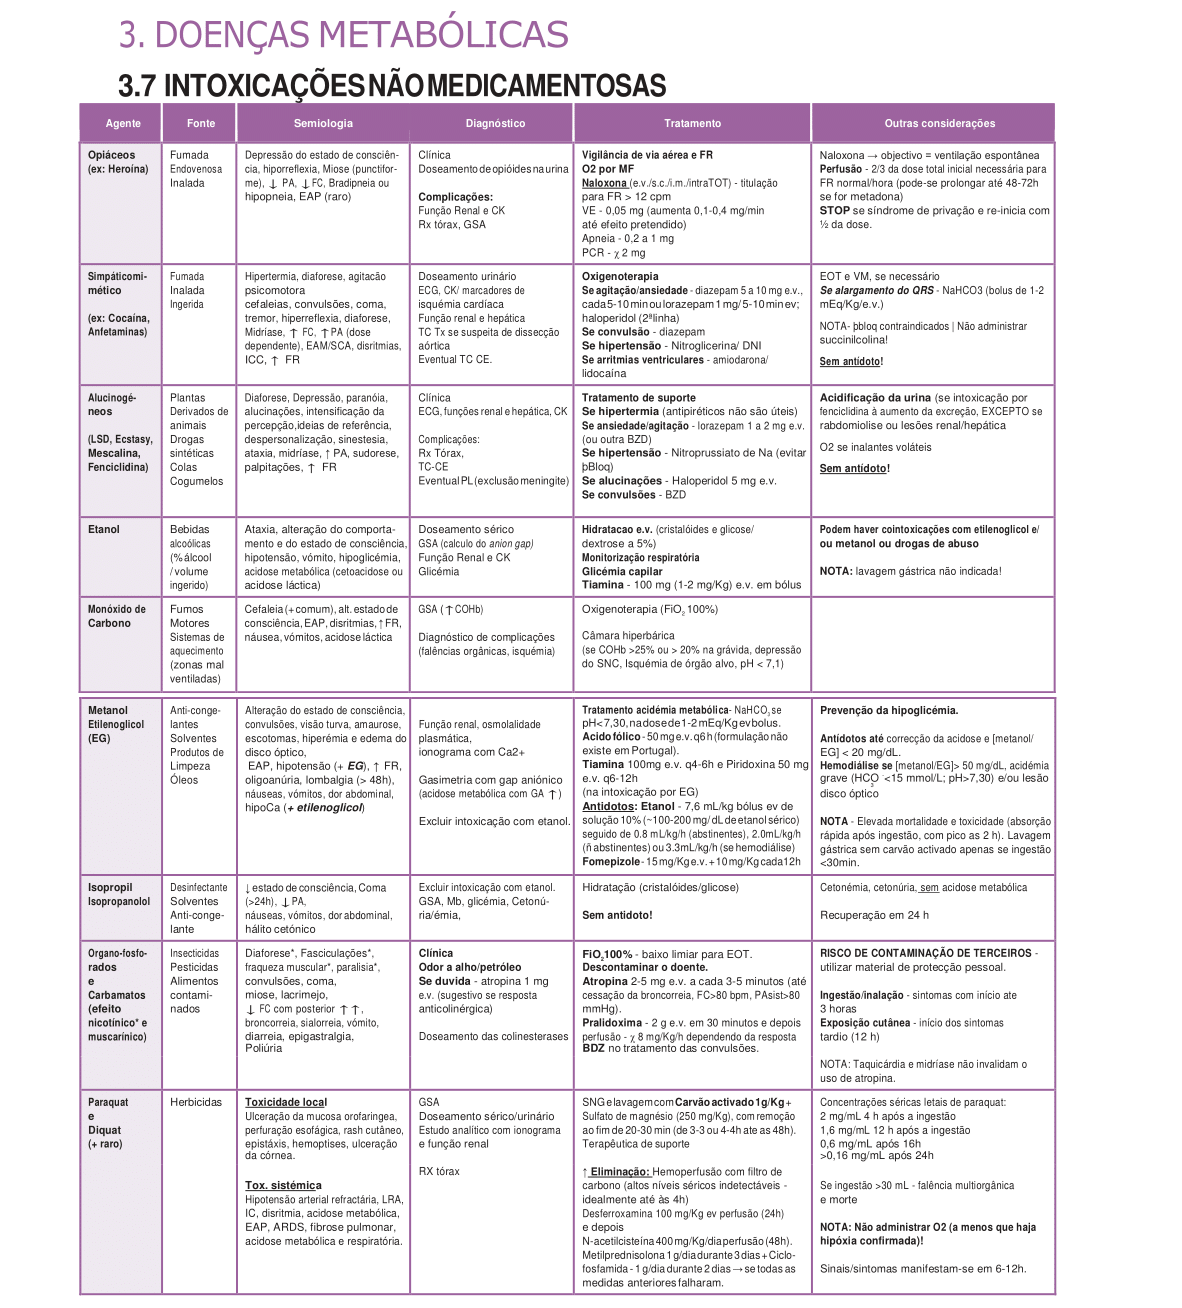 3. DOENÇAS METABÓLICAS
3.7 INTOXICAÇÕES NÃO MEDICAMENTOSAS
Agente
Fonte
Semiologia
Diagnóstico
Tratamento
Outras considerações
Opiáceos
(ex: Heroína)
Fumada
Endovenosa
Inalada
Depressão do estado de consciên-
cia, hiporreflexia, Miose (punctifor-
me), ↓ PA, ↓ FC, Bradipneia ou
hipopneia, EAP (raro)
Clínica
Doseamento de opióides na urina
Complicações:
Função Renal e CK
Rx tórax, GSA
Vigilância de via aérea e FR
O2 por MF
Naloxona (e.v./s.c./i.m./intraTOT) - titulação
para FR > 12 cpm
VE - 0,05 mg (aumenta 0,1-0,4 mg/min
até efeito pretendido)
Apneia - 0,2 a 1 mg
PCR - χ 2 mg
Naloxona → objectivo = ventilação espontânea
Perfusão - 2/3 da dose total inicial necessária para
FR normal/hora (pode-se prolongar até 48-72h
se for metadona)
STOP se síndrome de privação e re-inicia com
½ da dose.
Simpáticomi-
mético
(ex: Cocaína,
Anfetaminas)
Fumada
Inalada
Ingerida
Hipertermia, diaforese, agitacão
psicomotora
cefaleias, convulsões, coma,
tremor, hiperreflexia, diaforese,
Midríase, ↑ FC, ↑ PA (dose
dependente), EAM/SCA, disritmias,
ICC, ↑ FR
Doseamento urinário
ECG, CK/ marcadores de
isquémia cardíaca
Função renal e hepática
TC Tx se suspeita de dissecção
aórtica
Eventual TC CE.
Oxigenoterapia
Se agitação/ansiedade - diazepam 5 a 10 mg e.v.,
cada 5-10 min ou lorazepam 1 mg/ 5-10 min ev;
haloperidol (2ªlinha)
Se convulsão - diazepam
Se hipertensão - Nitroglicerina/ DNI
Se arritmias ventriculares - amiodarona/
lidocaína
EOT e VM, se necessário
Se alargamento do QRS - NaHCO3 (bolus de 1-2
mEq/Kg/e.v.)
NOTA- þbloq contraindicados | Não administrar
succinilcolina!
Sem antídoto!
Alucinogé-
neos
(LSD, Ecstasy,
Mescalina,
Fenciclidina)
Plantas
Derivados de
animais
Drogas
sintéticas
Colas
Cogumelos
Diaforese, Depressão, paranóia,
alucinações, intensificação da
percepção,ideias de referência,
despersonalização, sinestesia,
ataxia, midríase, ↑ PA, sudorese,
palpitações, ↑ FR
Clínica
ECG, funções renal e hepática, CK
Complicações:
Rx Tórax,
TC-CE
Eventual PL (exclusão meningite)
Tratamento de suporte
Se hipertermia (antipiréticos não são úteis)
Se ansiedade/agitação - lorazepam 1 a 2 mg e.v.
(ou outra BZD)
Se hipertensão - Nitroprussiato de Na (evitar
þBloq)
Se alucinações - Haloperidol 5 mg e.v.
Se convulsões - BZD
Acidificação da urina (se intoxicação por
fenciclidina à aumento da excreção, EXCEPTO se
rabdomiolise ou lesões renal/hepática
O2 se inalantes voláteis
Sem antídoto!
Etanol
Bebidas
alcoólicas
(% álcool
/ volume
ingerido)
Ataxia, alteração do comporta-
mento e do estado de consciência,
hipotensão, vómito, hipoglicémia,
acidose metabólica (cetoacidose ou
acidose láctica)
Doseamento sérico
GSA (calculo do anion gap)
Função Renal e CK
Glicémia
Hidratacao e.v. (cristalóides e glicose/
dextrose a 5%)
Monitorização respiratória
Glicémia capilar
Tiamina - 100 mg (1-2 mg/Kg) e.v. em bólus
Podem haver cointoxicações com etilenoglicol e/
ou metanol ou drogas de abuso
NOTA: lavagem gástrica não indicada!
Monóxido de
Carbono
Fumos
Motores
Sistemas de
aquecimento
(zonas mal
ventiladas)
Cefaleia (+ comum), alt. estado de
consciência, EAP, disritmias, ↑ FR,
náusea, vómitos, acidose láctica
GSA ( ↑ COHb)
Diagnóstico de complicações
(falências orgânicas, isquémia)
Oxigenoterapia (FiO2 100%)
Câmara hiperbárica
(se COHb >25% ou > 20% na grávida, depressão
do SNC, Isquémia de órgão alvo, pH < 7,1)
Metanol
Etilenoglicol
(EG)
Anti-conge-
lantes
Solventes
Produtos de
Limpeza
Óleos
Alteração do estado de consciência,
convulsões, visão turva, amaurose,
escotomas, hiperémia e edema do
disco óptico,
EAP, hipotensão (+ EG), ↑ FR,
oligoanúria, lombalgia (> 48h),
náuseas, vómitos, dor abdominal,
hipoCa (+ etilenoglicol)
Função renal, osmolalidade
plasmática,
ionograma com Ca2+
Gasimetria com gap aniónico
(acidose metabólica com GA ↑ )
Excluir intoxicação com etanol.
Tratamento acidémia metabólica- NaHCO3 se
pH< 7,30, na dose de 1-2 mEq/Kg ev bolus.
Acido fólico - 50 mg e.v. q6h (formulação não
existe em Portugal).
Tiamina 100mg e.v. q4-6h e Piridoxina 50 mg
e.v. q6-12h
(na intoxicação por EG)
Antidotos: Etanol - 7,6 mL/kg bólus ev de
solução 10% (~100-200 mg/ dL de etanol sérico)
seguido de 0.8 mL/kg/h (abstinentes), 2.0mL/kg/h
(ñ abstinentes) ou 3.3mL/kg/h (se hemodiálise)
Fomepizole - 15 mg/Kg e.v. + 10 mg/Kg cada 12h
Prevenção da hipoglicémia.
Antídotos até correcção da acidose e [metanol/
EG] < 20 mg/dL.
Hemodiálise se [metanol/EG]> 50 mg/dL, acidémia
grave (HCO3- <15 mmol/L; pH>7,30) e/ou lesão
disco óptico
NOTA - Elevada mortalidade e toxicidade (absorção
rápida após ingestão, com pico as 2 h). Lavagem
gástrica sem carvão activado apenas se ingestão
<30min.
Isopropil
Isopropanolol
Desinfectante
Solventes
Anti-conge-
lante
↓ estado de consciência, Coma
(>24h), ↓ PA,
náuseas, vómitos, dor abdominal,
hálito cetónico
Excluir intoxicação com etanol.
GSA, Mb, glicémia, Cetonú-
ria/émia,
Hidratação (cristalóides/glicose)
Sem antidoto!
Cetonémia, cetonúria, sem acidose metabólica
Recuperação em 24 h
Organo-fosfo-
rados
e
Carbamatos
(efeito
nicotínico* e
muscarínico)
Insecticidas
Pesticidas
Alimentos
contami-
nados
Diaforese*, Fasciculações*,
fraqueza muscular*, paralisia*,
convulsões, coma,
miose, lacrimejo,
↓ FC com posterior ↑ ↑,
broncorreia, sialorreia, vómito,
diarreia, epigastralgia,
Poliúria
Clínica
Odor a alho/petróleo
Se duvida - atropina 1 mg
e.v. (sugestivo se resposta
anticolinérgica)
Doseamento das colinesterases
FiO2100% - baixo limiar para EOT.
Descontaminar o doente.
Atropina 2-5 mg e.v. a cada 3-5 minutos (até
cessação da broncorreia, FC>80 bpm, PAsist>80
mmHg).
Pralidoxima - 2 g e.v. em 30 minutos e depois
perfusão - χ 8 mg/Kg/h dependendo da resposta
BDZ no tratamento das convulsões.
RISCO DE CONTAMINAÇÃO DE TERCEIROS -
utilizar material de protecção pessoal.
Ingestão/inalação - sintomas com início ate
3 horas
Exposição cutânea - início dos sintomas
tardio (12 h)
NOTA: Taquicárdia e midríase não invalidam o
uso de atropina.
Paraquat
e
Diquat
(+ raro)
Herbicidas
Toxicidade local
Ulceração da mucosa orofaringea,
perfuração esofágica, rash cutâneo,
epistáxis, hemoptises, ulceração
da córnea.
Tox. sistémica
Hipotensão arterial refractária, LRA,
IC, disritmia, acidose metabólica,
EAP, ARDS, fibrose pulmonar,
acidose metabólica e respiratória.
GSA
Doseamento sérico/urinário
Estudo analítico com ionograma
e função renal
RX tórax
SNG e lavagem com Carvão activado 1g/Kg +
Sulfato de magnésio (250 mg/Kg), com remoção
ao fim de 20-30 min (de 3-3 ou 4-4h ate as 48h).
Terapêutica de suporte
↑ Eliminação: Hemoperfusão com filtro de
carbono (altos níveis séricos indetectáveis -
idealmente até às 4h)
Desferroxamina 100 mg/Kg ev perfusão (24h)
e depois
N-acetilcisteína 400 mg/Kg/dia perfusão (48h).
Metilprednisolona 1 g/dia durante 3 dias + Ciclo-
fosfamida - 1 g/dia durante 2 dias → se todas as
medidas anteriores falharam.
Concentrações séricas letais de paraquat:
2 mg/mL 4 h após a ingestão
1,6 mg/mL 12 h após a ingestão
0,6 mg/mL após 16h
>0,16 mg/mL após 24h
Se ingestão >30 mL - falência multiorgânica
e morte
NOTA: Não administrar O2 (a menos que haja
hipóxia confirmada)!
Sinais/sintomas manifestam-se em 6-12h.